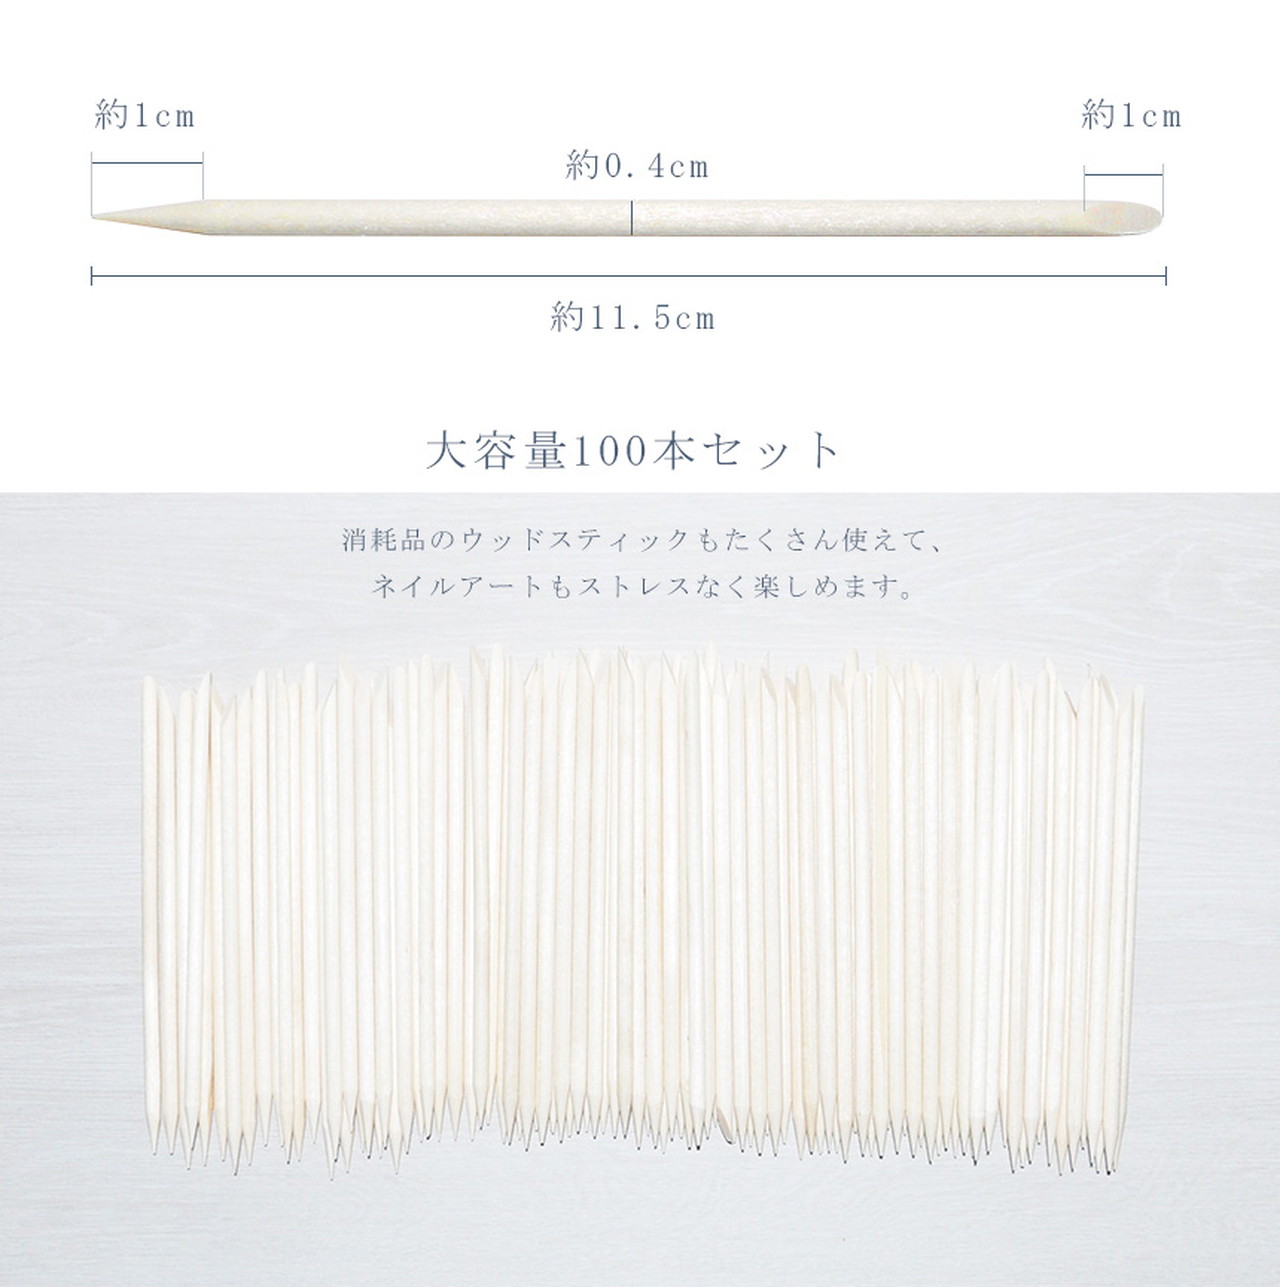 約1cm
約1cm
約0.4cm
約11.5cm
大容量100本セット
消耗品のウッドスティックもたくさん使えて、
ネイルアートもストレスなく楽しめます。